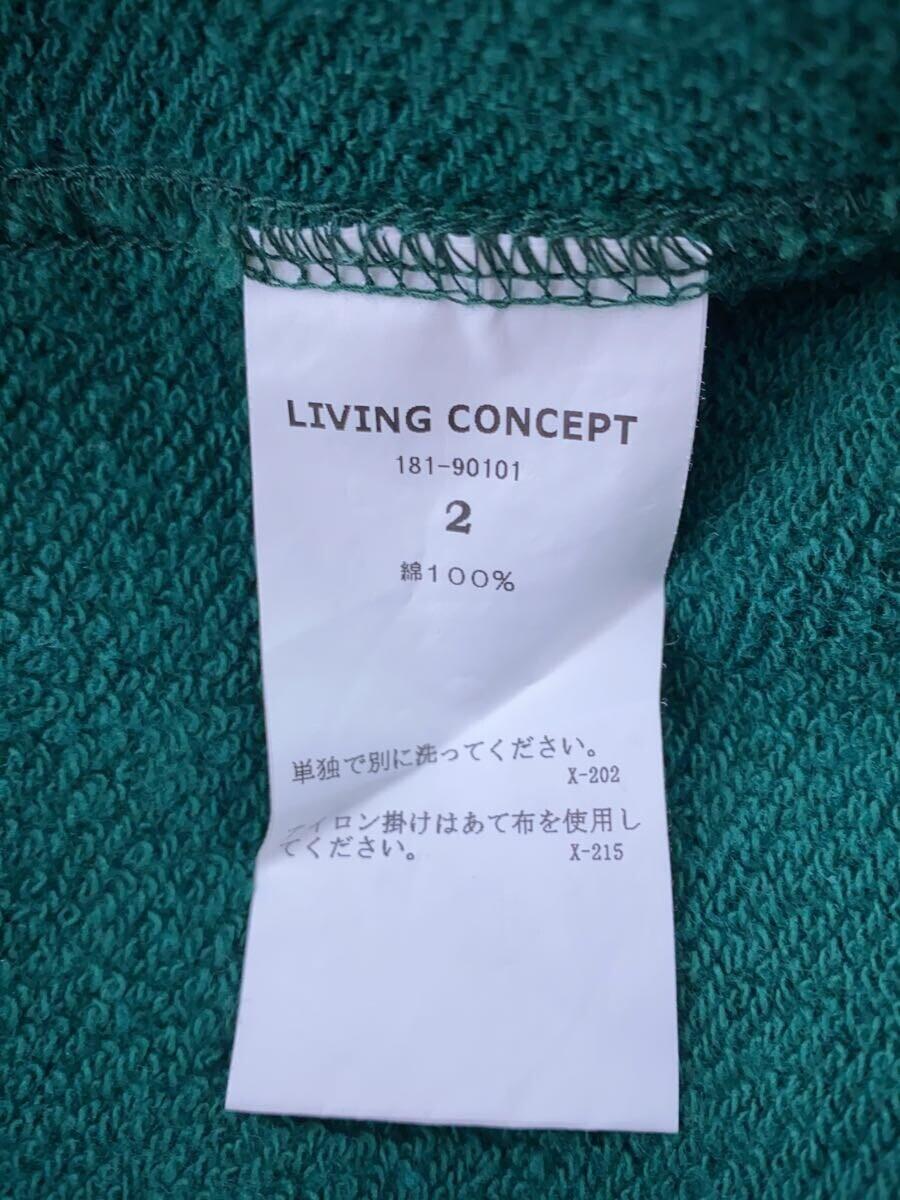 LIVING CONCEPT
181-90101
2
綿100%
単独で別に洗ってください。
X-202
アイロン掛けはあて布を使用し
てください。
X-215